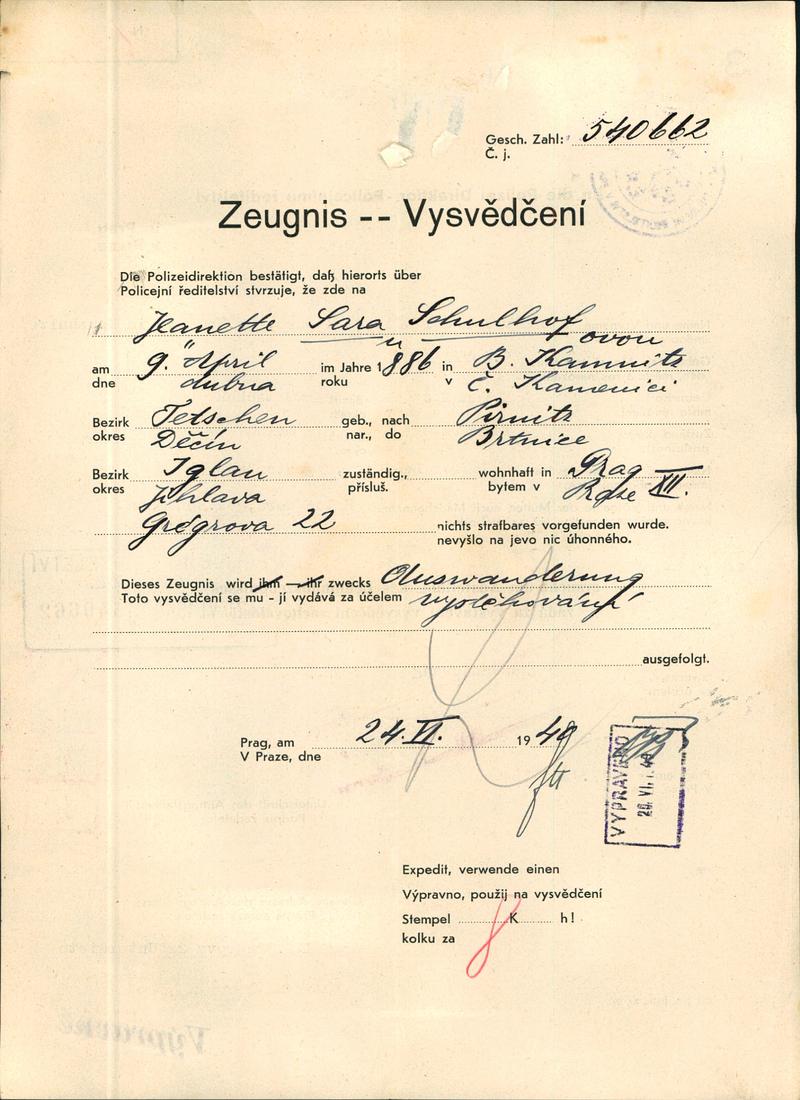 Gesch. Zahl: 540662
Č. j.
Zeugnis -- Vysvědčení
Die Polizeidirektion bestätigt, daß hierorts über
Policejní ředitelství stvrzuje, že zde na
Jeanette Sara Schulhof ovou
am 9. April im Jahre 1886 in B. Kamnitz
dne dubna roku v Č. Kamenici
Bezirk Tetschen geb., nach Pirnitz
okres Děčín nar., do Brtnice
Bezirk Iglau zuständig., wohnhaft in Prag
okres Jihlava přísluš. bytem v Praze XII.
Grégrova 22 nichts strafbares vorgefunden wurde.
nevyšlo na jevo nic úhonného.
Dieses Zeugnis wird ihm — ihr zwecks Auswanderung
Toto vysvědčení se mu - jí vydává za účelem vystěhování
ausgefolgt.
Prag, am 24. VI. 1940
V Praze, dne
VYPRAVENO
26. VI. 40
Expedit, verwende einen
Výpravno, použij na vysvědčení
Stempel K h!
kolku za 8